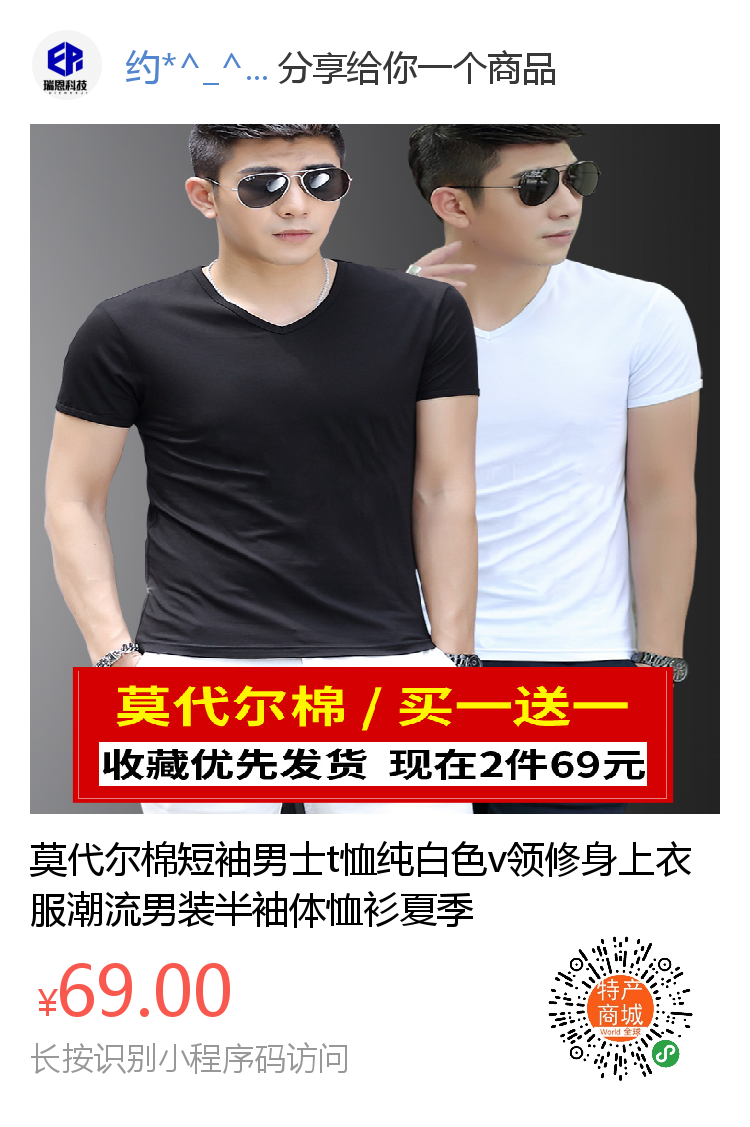 瑞恩科技
约*^_^... 分享给你一个商品
莫代尔棉 / 买一送一
收藏优先发货 现在2件69元
莫代尔棉短袖男士t恤纯白色v领修身上衣
服潮流男装半袖体恤衫夏季
¥69.00
特产
商城
World 全球
长按识别小程序码访问